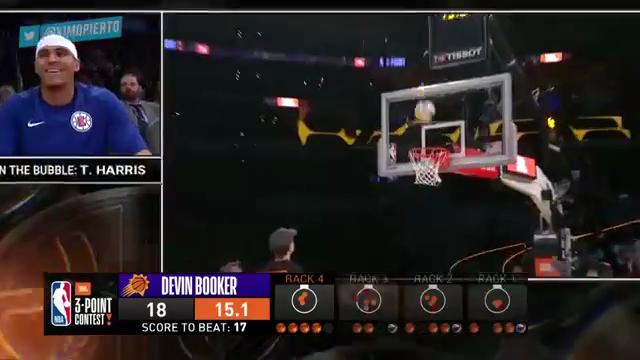 @JIMOPIERTO
TISSOT
N THE BUBBLE: T. HARRIS
DEVIN BOOKER
18 15.1
SCORE TO BEAT: 17
NBA
3-POINT
CONTEST
RACK 4 RACK 3 RACK 2 RACK 1